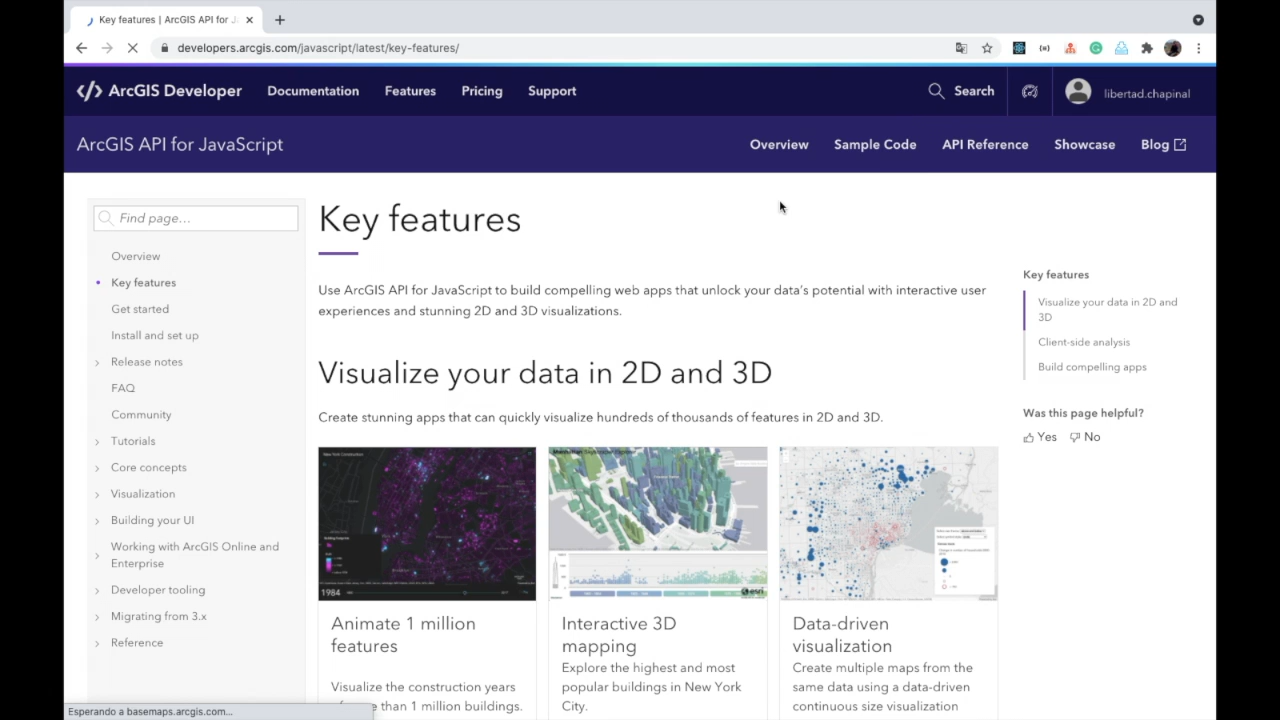 Key features | ArcGIS API for J
developers.arcgis.com/javascript/latest/key-features/
ArcGIS Developer Documentation Features Pricing Support Search libertad.chapinal
ArcGIS API for JavaScript Overview Sample Code API Reference Showcase Blog
Find page...
Overview
Key features
Get started
Install and set up
Release notes
FAQ
Community
Tutorials
Core concepts
Visualization
Building your UI
Working with ArcGIS Online and
Enterprise
Developer tooling
Migrating from 3.x
Reference
Key features
Use ArcGIS API for JavaScript to build compelling web apps that unlock your data's potential with interactive user
experiences and stunning 2D and 3D visualizations.
Visualize your data in 2D and 3D
Create stunning apps that can quickly visualize hundreds of thousands of features in 2D and 3D.
New York Construction
1984
esri
Animate 1 million
features
Visualize the construction years
than 1 million buildings.
Interactive 3D
mapping
Explore the highest and most
popular buildings in New York
City.
Data-driven
visualization
Create multiple maps from the
same data using a data-driven
continuous size visualization
Key features
Visualize your data in 2D and
3D
Client-side analysis
Build compelling apps
Was this page helpful?
Yes No
Esperando a basemaps.arcgis.com...